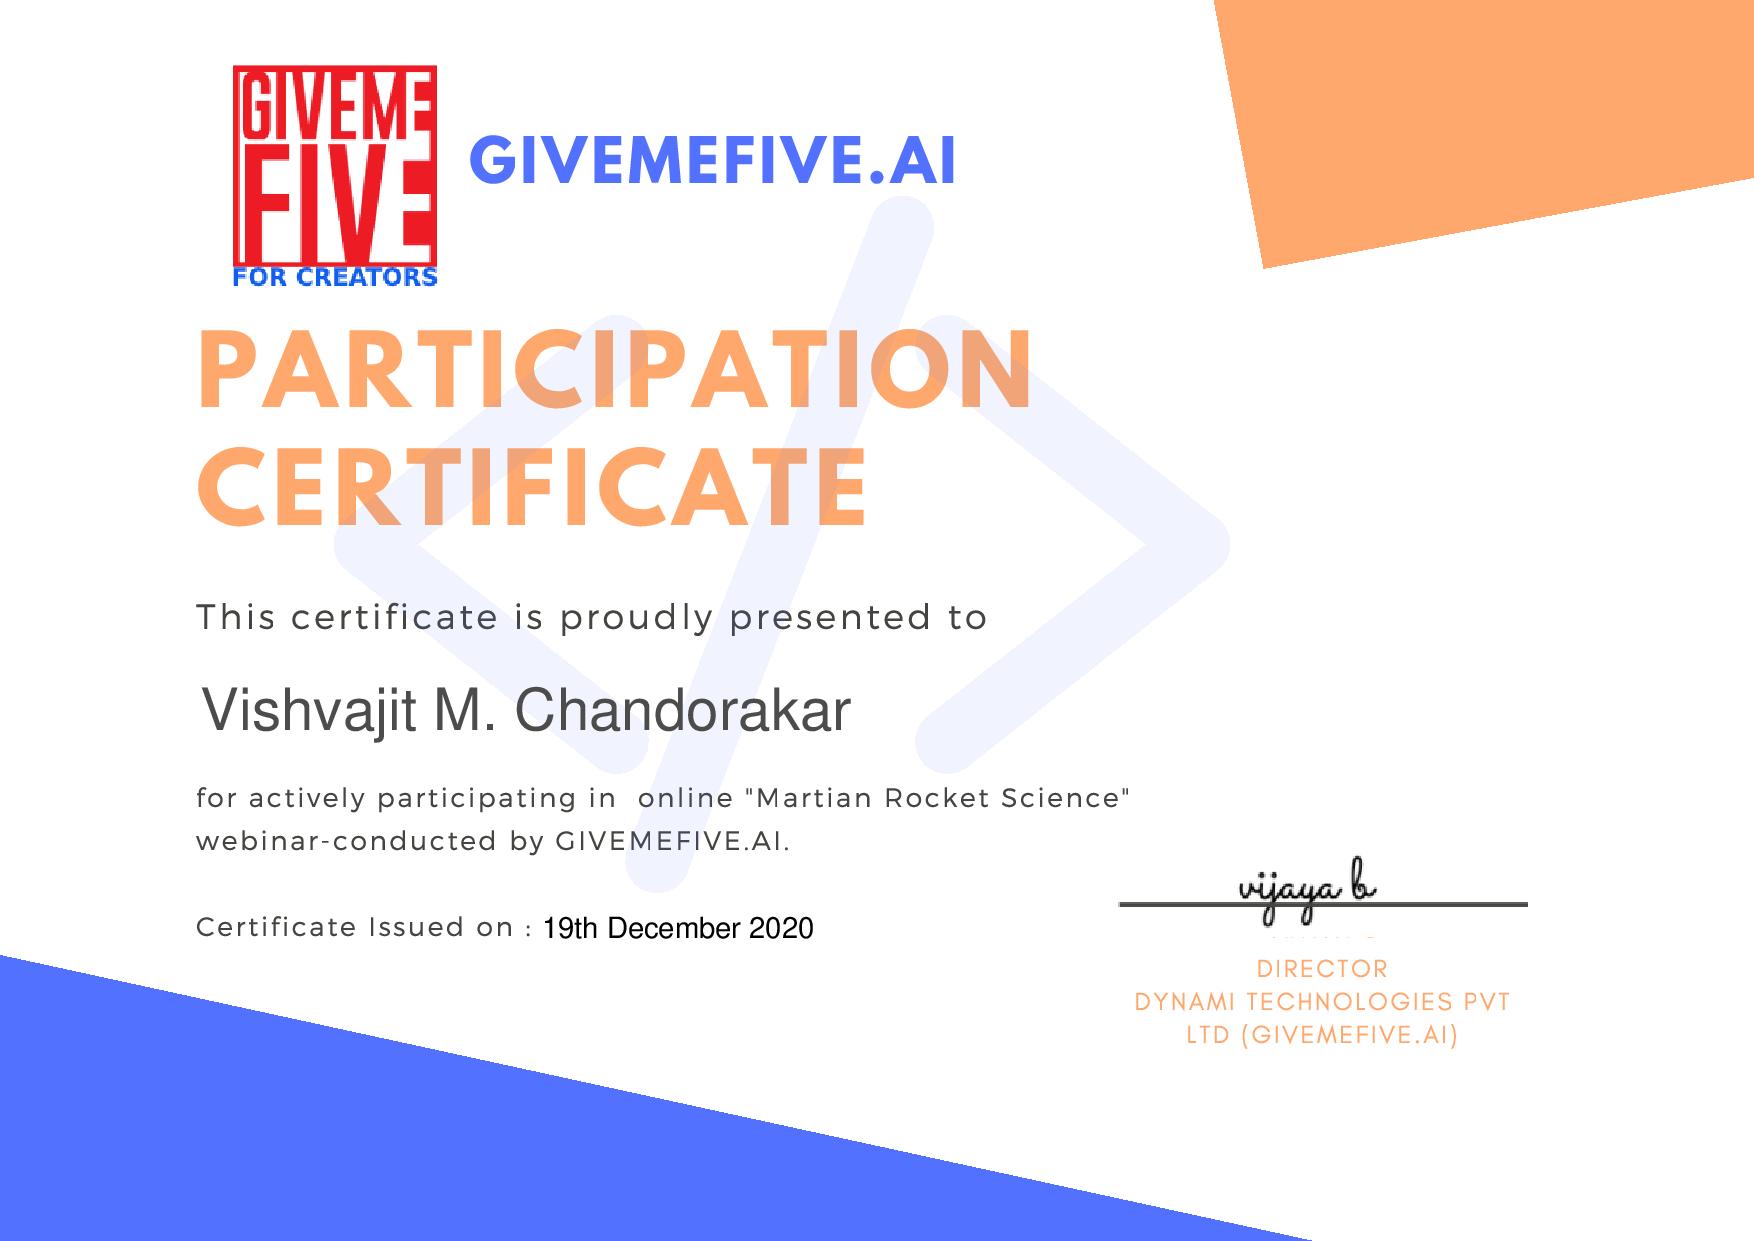 GIVEME
FIVE
FOR CREATORS
GIVEMEFIVE.AI
PARTICIPATION
CERTIFICATE
This certificate is proudly presented to
Vishvajit M. Chandorakar
for actively participating in online "Martian Rocket Science"
webinar-conducted by GIVEMEFIVE.AI.
Certificate Issued on : 19th December 2020
vijaya b
DIRECTOR
DYNAMI TECHNOLOGIES PVT
LTD (GIVEMEFIVE.AI)